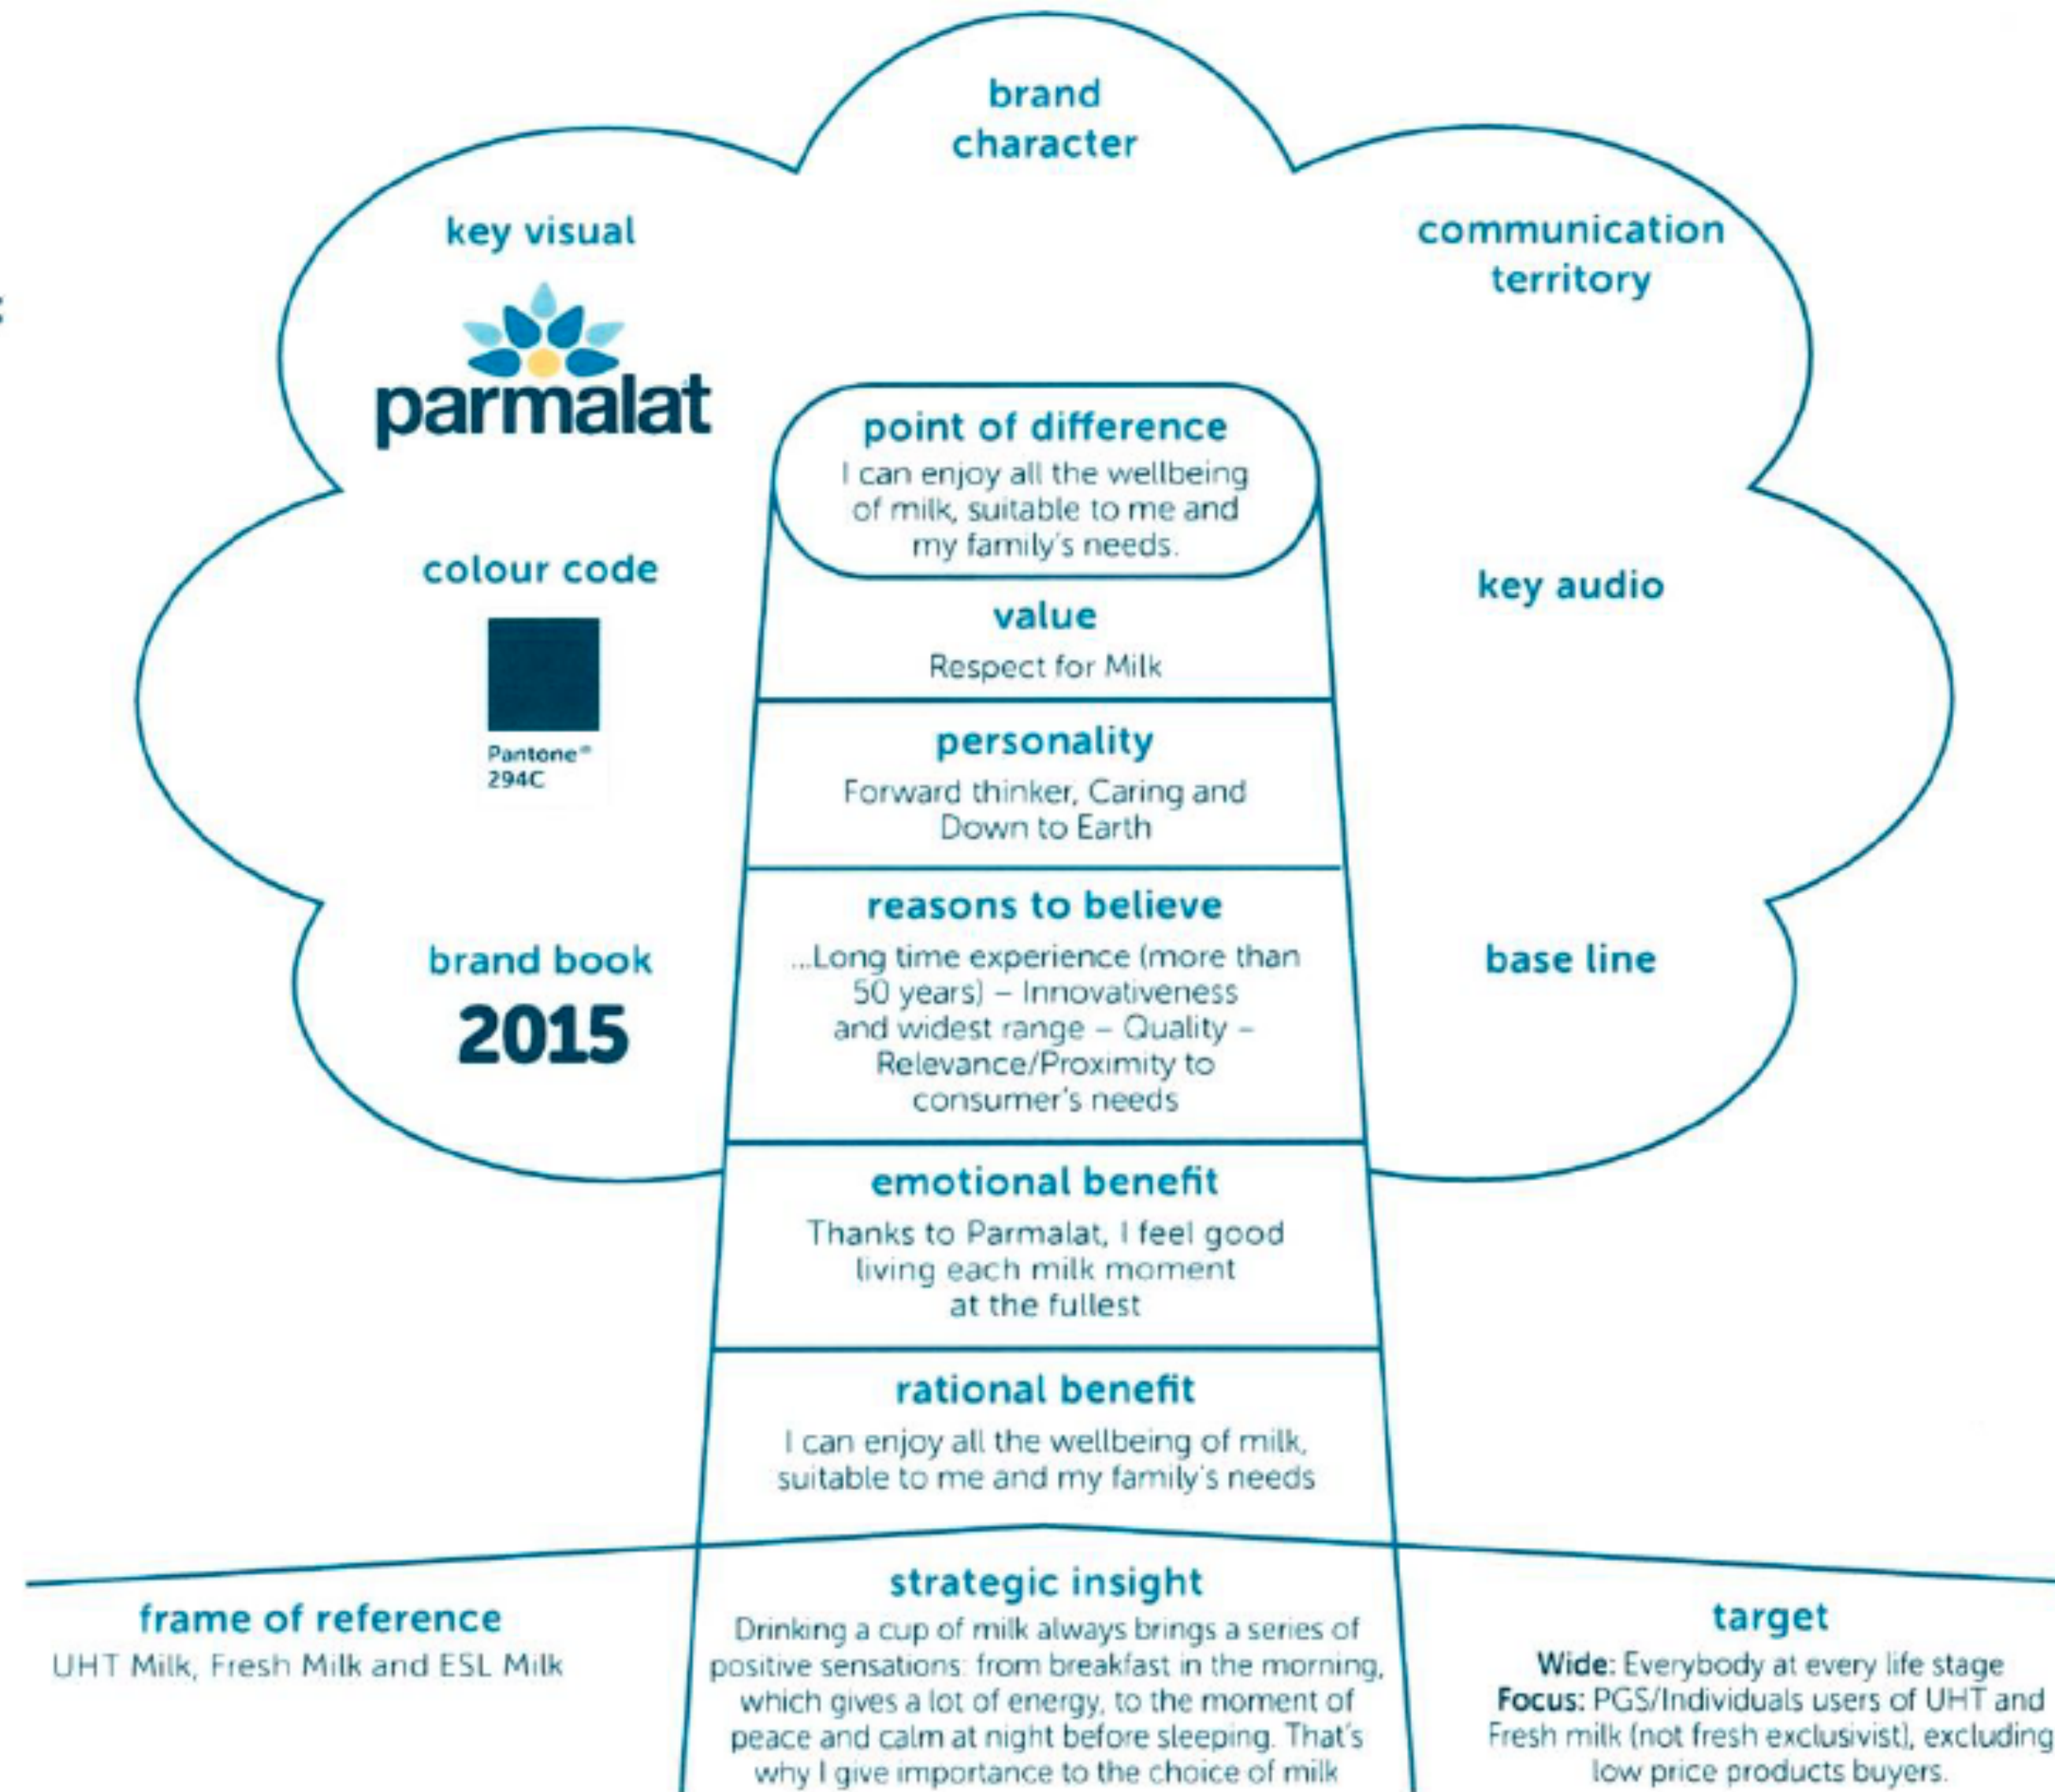 brand
character
key visual
parmalat
colour code
Pantone®
294C
brand book
2015
communication
territory
key audio
base line
point of difference
I can enjoy all the wellbeing
of milk, suitable to me and
my family's needs.
value
Respect for Milk
personality
Forward thinker, Caring and
Down to Earth
reasons to believe
...Long time experience (more than
50 years) – Innovativeness
and widest range – Quality –
Relevance/Proximity to
consumer's needs
emotional benefit
Thanks to Parmalat, I feel good
living each milk moment
at the fullest
rational benefit
I can enjoy all the wellbeing of milk,
suitable to me and my family's needs
frame of reference
UHT Milk, Fresh Milk and ESL Milk
strategic insight
Drinking a cup of milk always brings a series of
positive sensations: from breakfast in the morning,
which gives a lot of energy, to the moment of
peace and calm at night before sleeping. That's
why I give importance to the choice of milk
target
Wide: Everybody at every life stage
Focus: PGS/Individuals users of UHT and
Fresh milk (not fresh exclusivist), excluding
low price products buyers.